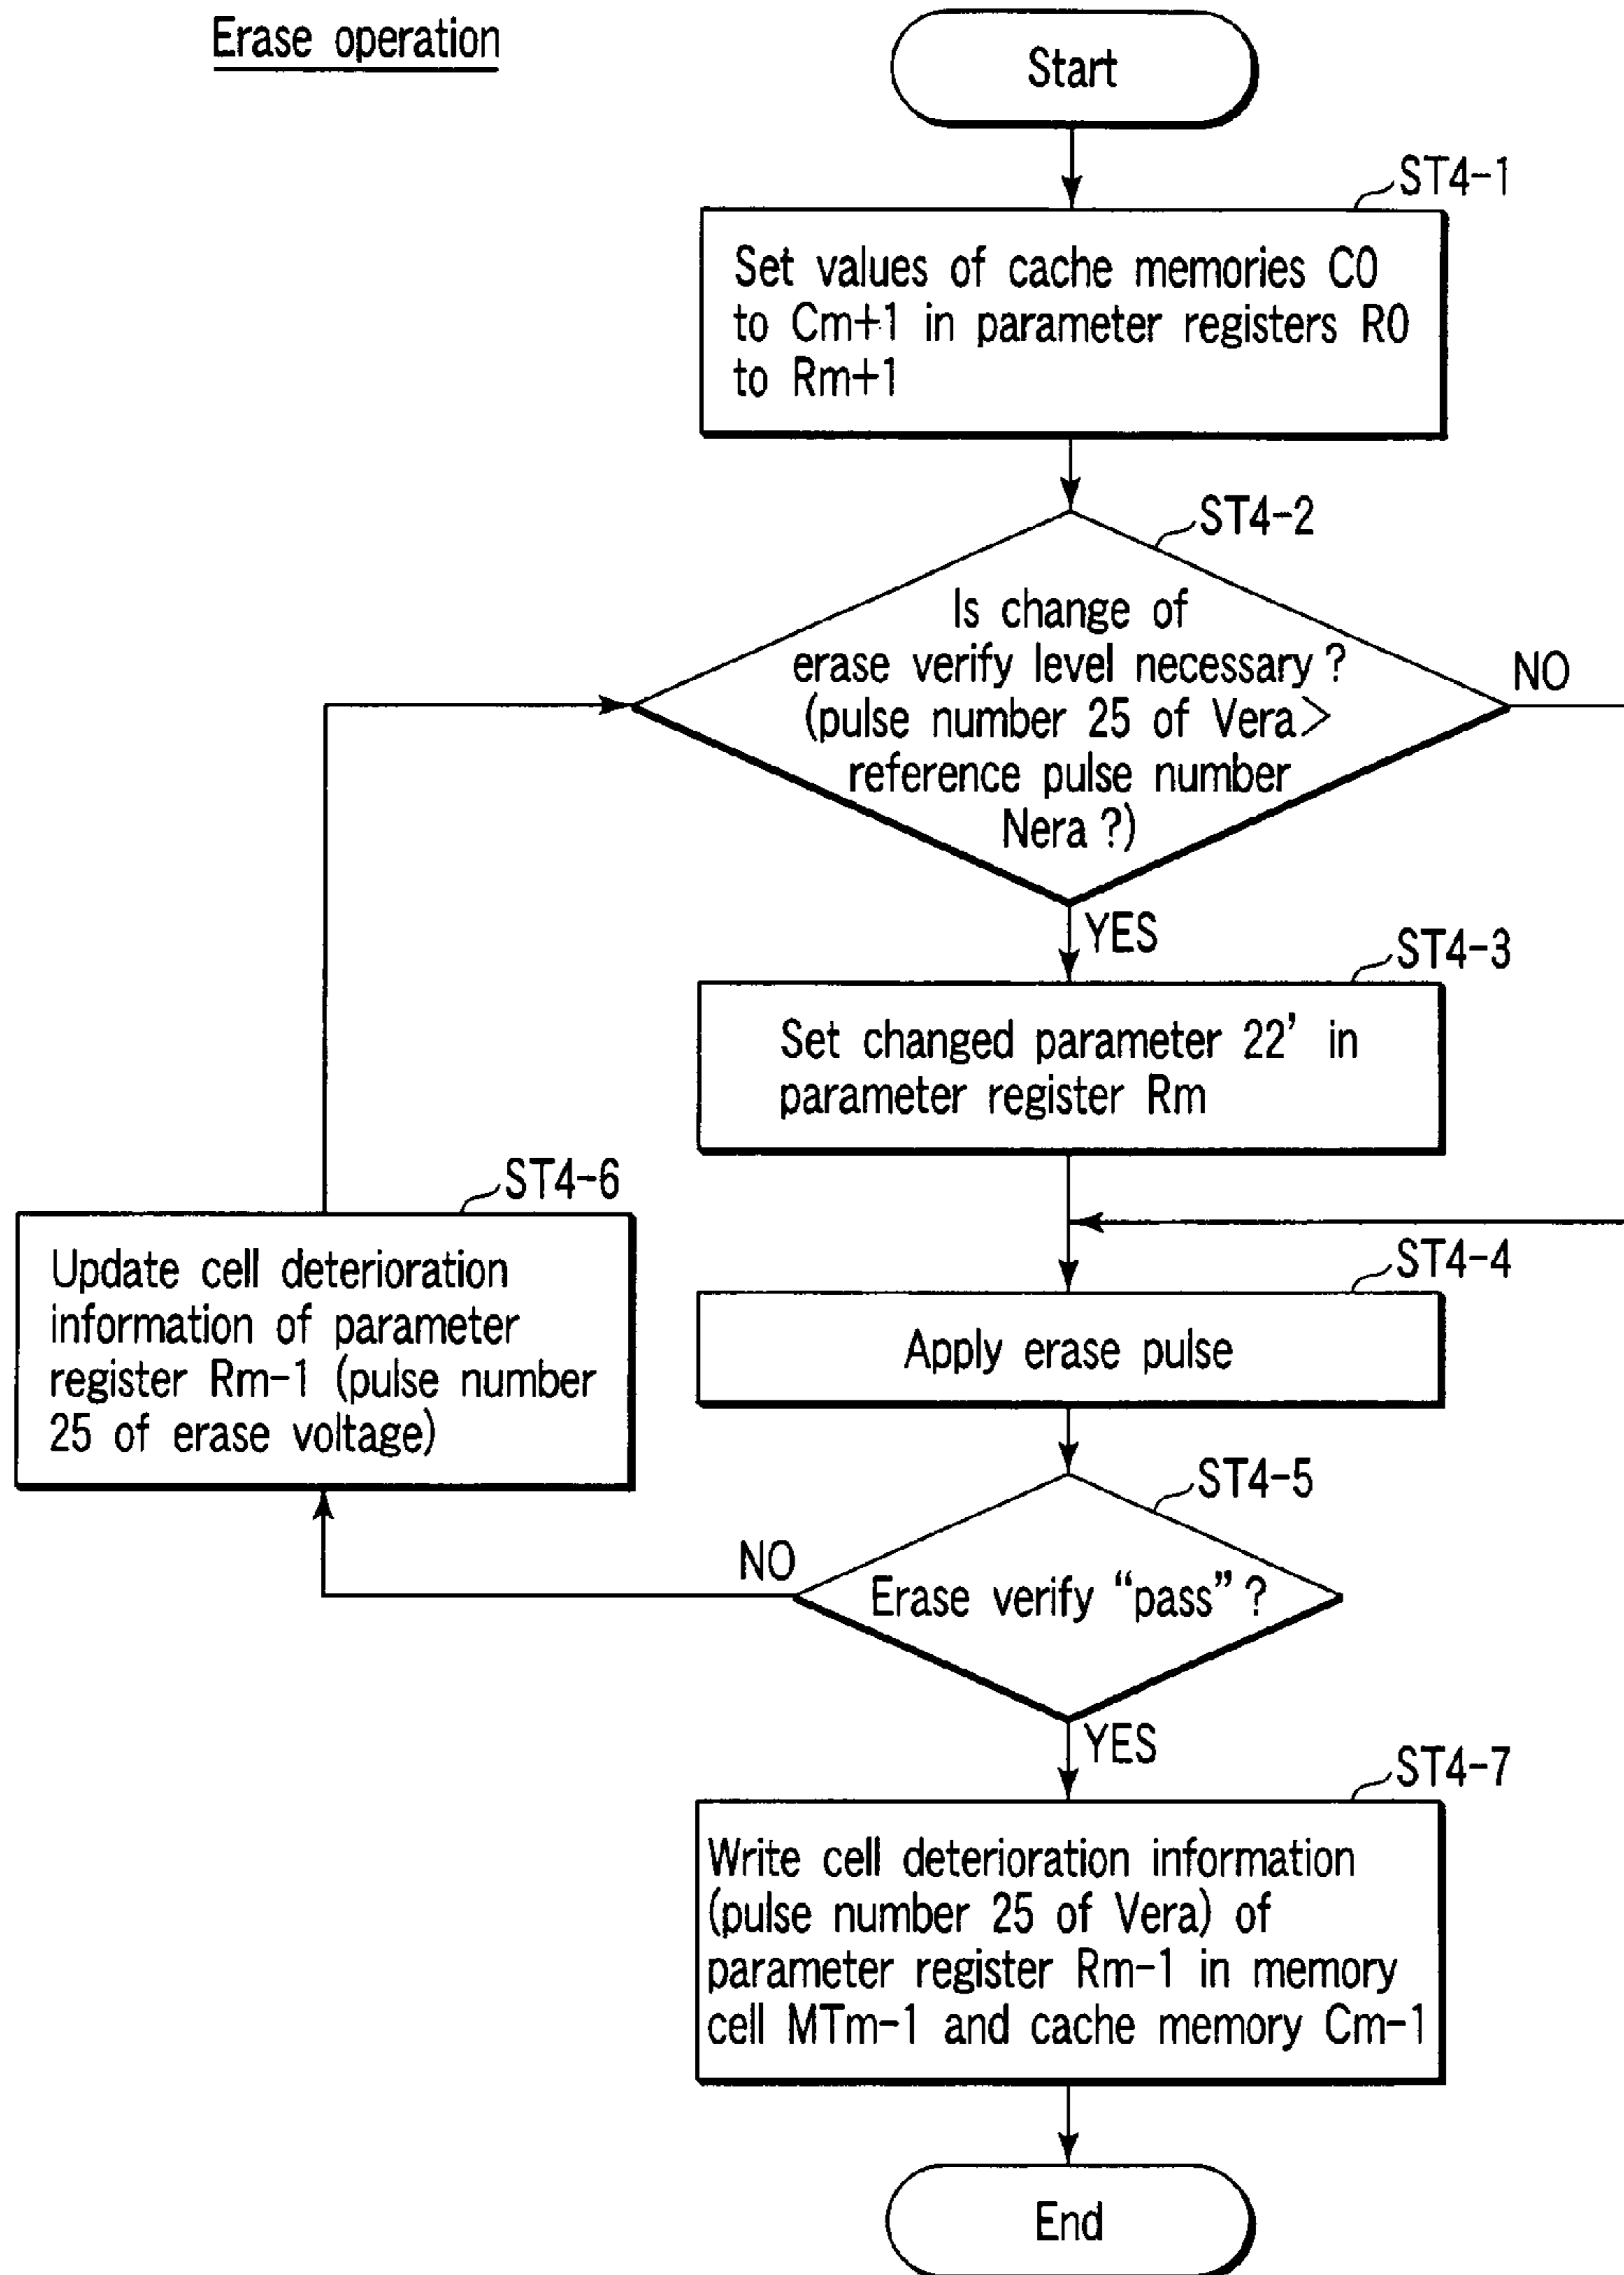 Erase operation
Start
ST4-1
Set values of cache memories C0
to Cm+1 in parameter registers R0
to Rm+1
ST4-2
Is change of
erase verify level necessary?
(pulse number 25 of Vera>
reference pulse number
Nera?)
NO
YES
ST4-3
Set changed parameter 22' in
parameter register Rm
ST4-6
Update cell deterioration
information of parameter
register Rm-1 (pulse number
25 of erase voltage)
ST4-4
Apply erase pulse
ST4-5
NO
Erase verify “pass”?
YES
ST4-7
Write cell deterioration information
(pulse number 25 of Vera) of
parameter register Rm-1 in memory
cell MTm-1 and cache memory Cm-1
End